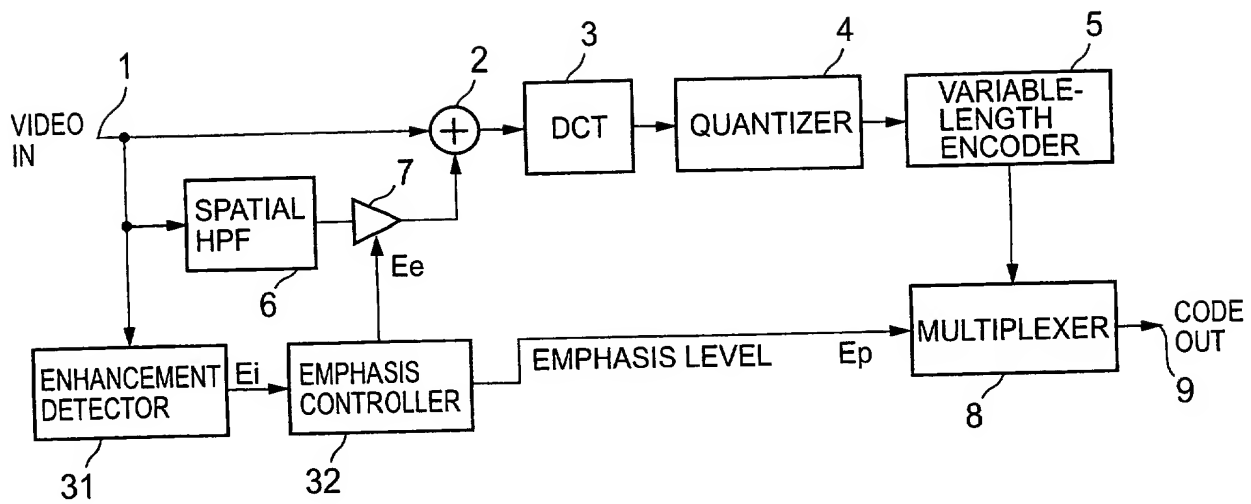 1
2
3
4
5
VIDEO
IN
+
DCT
QUANTIZER
VARIABLE-
LENGTH
ENCODER
SPATIAL
HPF
7
6
Ee
ENHANCEMENT
DETECTOR
Ei
EMPHASIS
CONTROLLER
EMPHASIS LEVEL
Ep
MULTIPLEXER
CODE
OUT
31
32
8
9